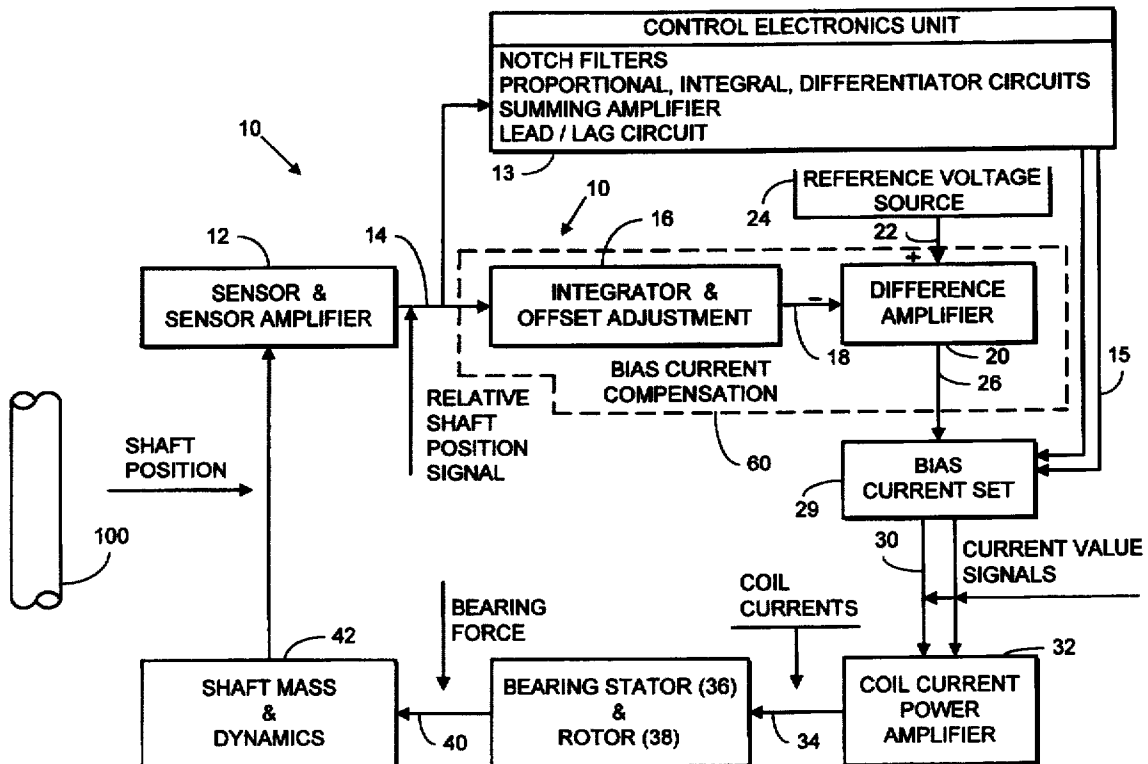 CONTROL ELECTRONICS UNIT
NOTCH FILTERS
PROPORTIONAL, INTEGRAL, DIFFERENTIATOR CIRCUITS
SUMMING AMPLIFIER
LEAD / LAG CIRCUIT
10
13
10
REFERENCE VOLTAGE
SOURCE
24
16
22
12
14
+
SENSOR &
SENSOR AMPLIFIER
INTEGRATOR &
OFFSET ADJUSTMENT
-
DIFFERENCE
AMPLIFIER
18
20
15
BIAS CURRENT
COMPENSATION
26
RELATIVE
SHAFT
POSITION
SIGNAL
60
SHAFT
POSITION
BIAS
CURRENT SET
29
100
30
CURRENT VALUE
SIGNALS
BEARING
FORCE
COIL
CURRENTS
42
32
SHAFT MASS
&
DYNAMICS
40
BEARING STATOR (36)
&
ROTOR (38)
34
COIL CURRENT
POWER
AMPLIFIER